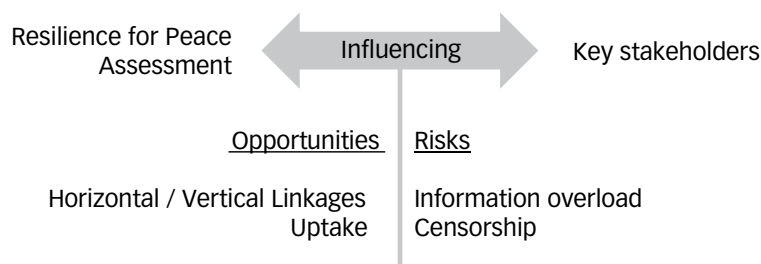 Resilience for Peace
Assessment
Influencing
Key stakeholders
Opportunities
Risks
Horizontal / Vertical Linkages
Uptake
Information overload
Censorship